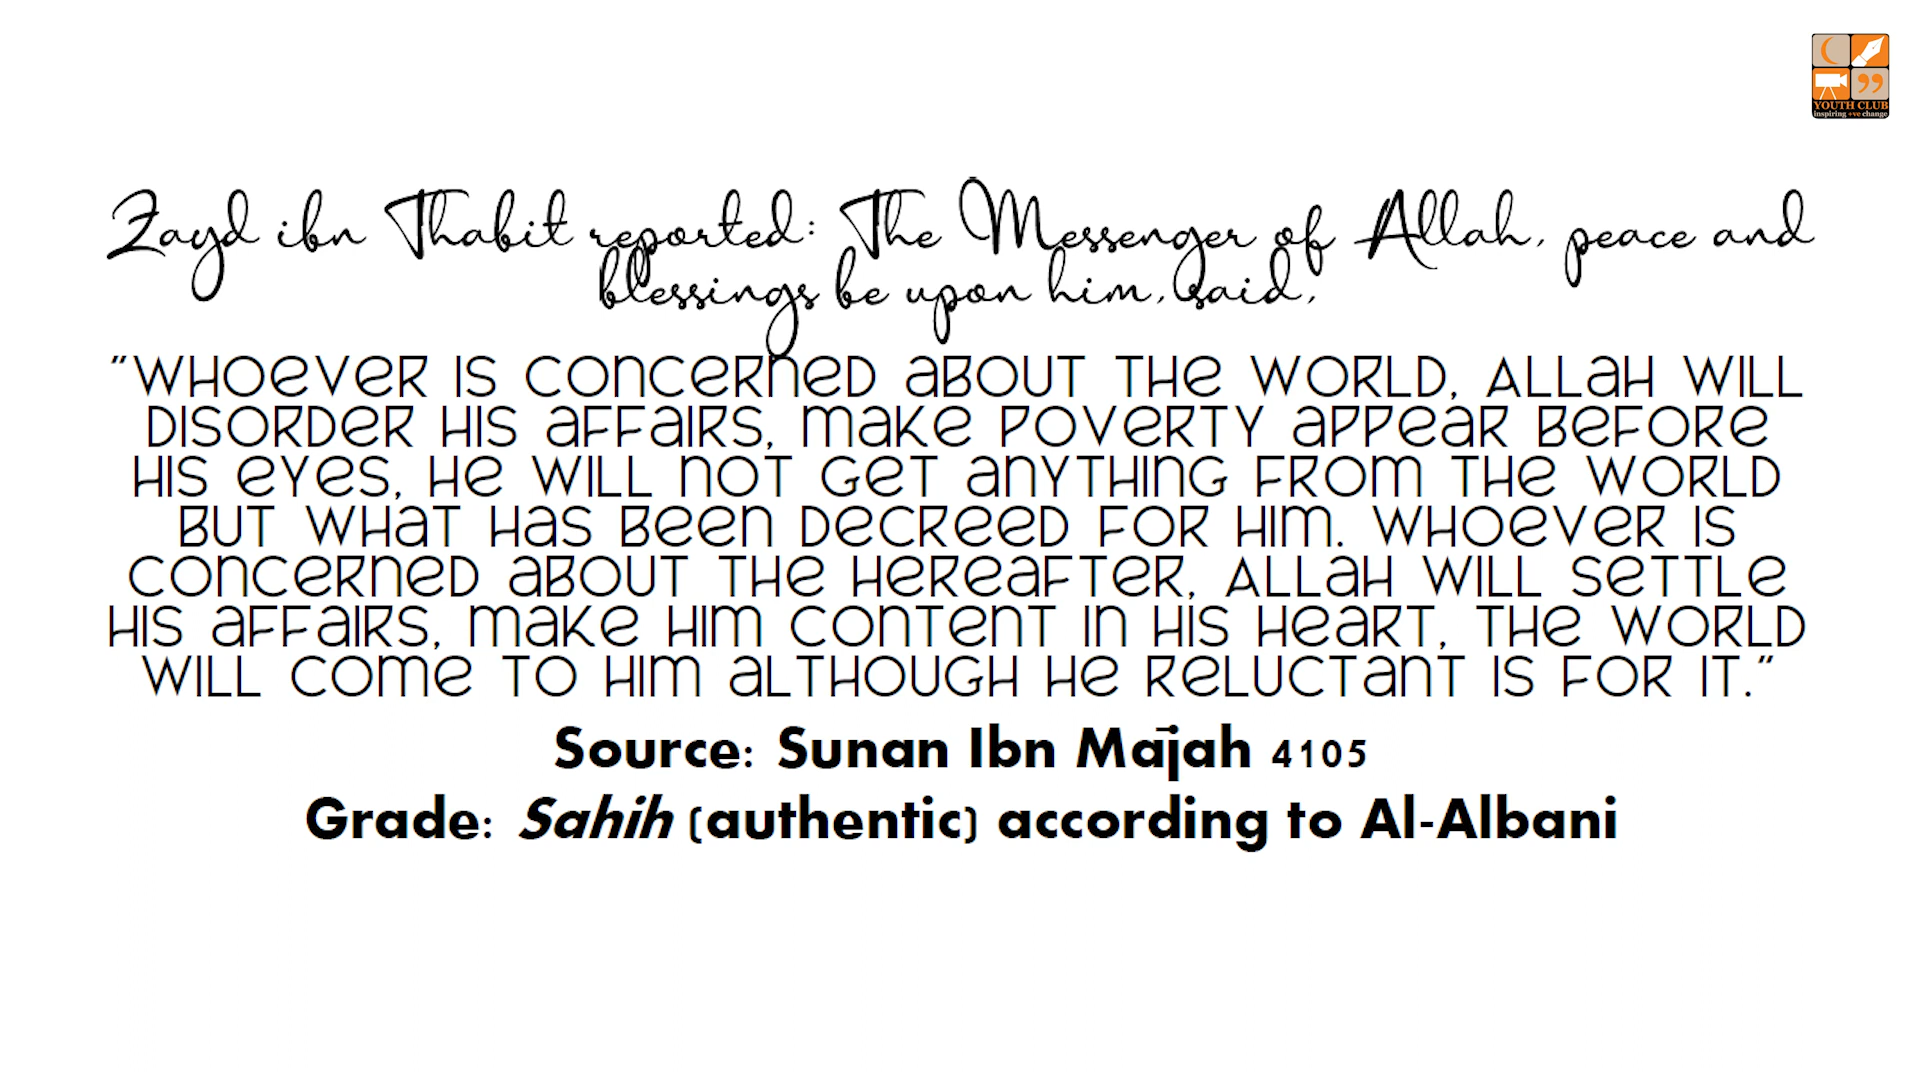 YOUTH CLUB
inspiring +ve change
Zayd ibn Thabit reported: The Messenger of Allah, peace and
blessings be upon him, said,
"WHOEVER IS CONCERNED ABOUT THE WORLD, ALLAH WILL
DISORDER HIS AFFAIRS, MAKE POVERTY APPEAR BEFORE
HIS EYES, HE WILL NOT GET ANYTHING FROM THE WORLD
BUT WHAT HAS BEEN DECREED FOR HIM. WHOEVER IS
CONCERNED ABOUT THE HEREAFTER, ALLAH WILL SETTLE
HIS AFFAIRS, MAKE HIM CONTENT IN HIS HEART, THE WORLD
WILL COME TO HIM ALTHOUGH HE RELUCTANT IS FOR IT."
Source: Sunan Ibn Mājah 4105
Grade: Sahih (authentic) according to Al-Albani